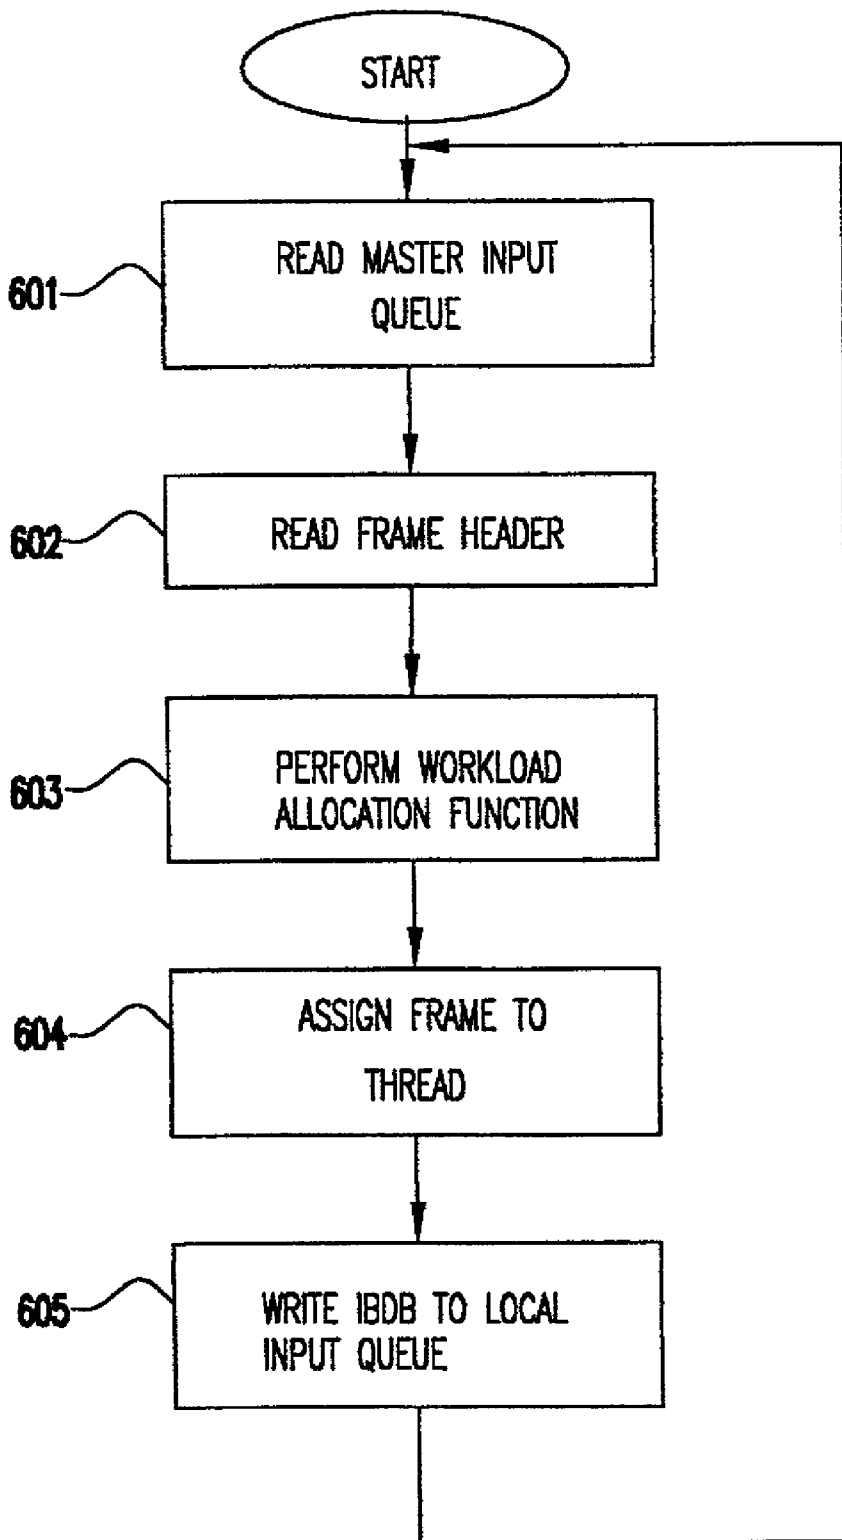 START
601
READ MASTER INPUT
QUEUE
602
READ FRAME HEADER
603
PERFORM WORKLOAD
ALLOCATION FUNCTION
604
ASSIGN FRAME TO
THREAD
605
WRITE IBDB TO LOCAL
INPUT QUEUE